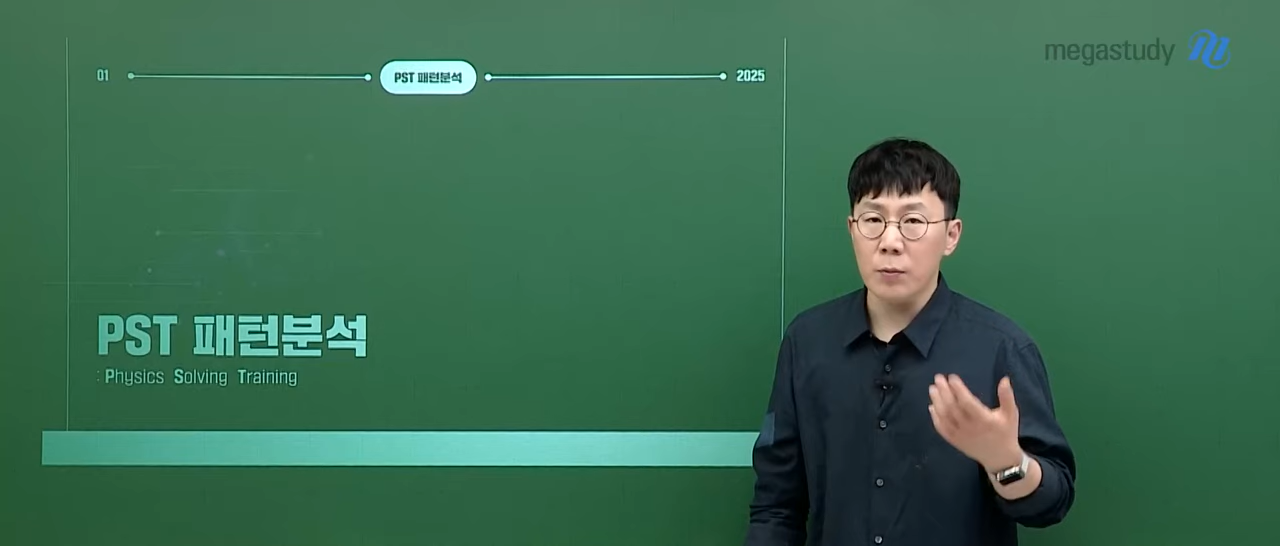 megastudy
01 PST 패턴분석 2025
PST 패턴분석
: Physics Solving Training